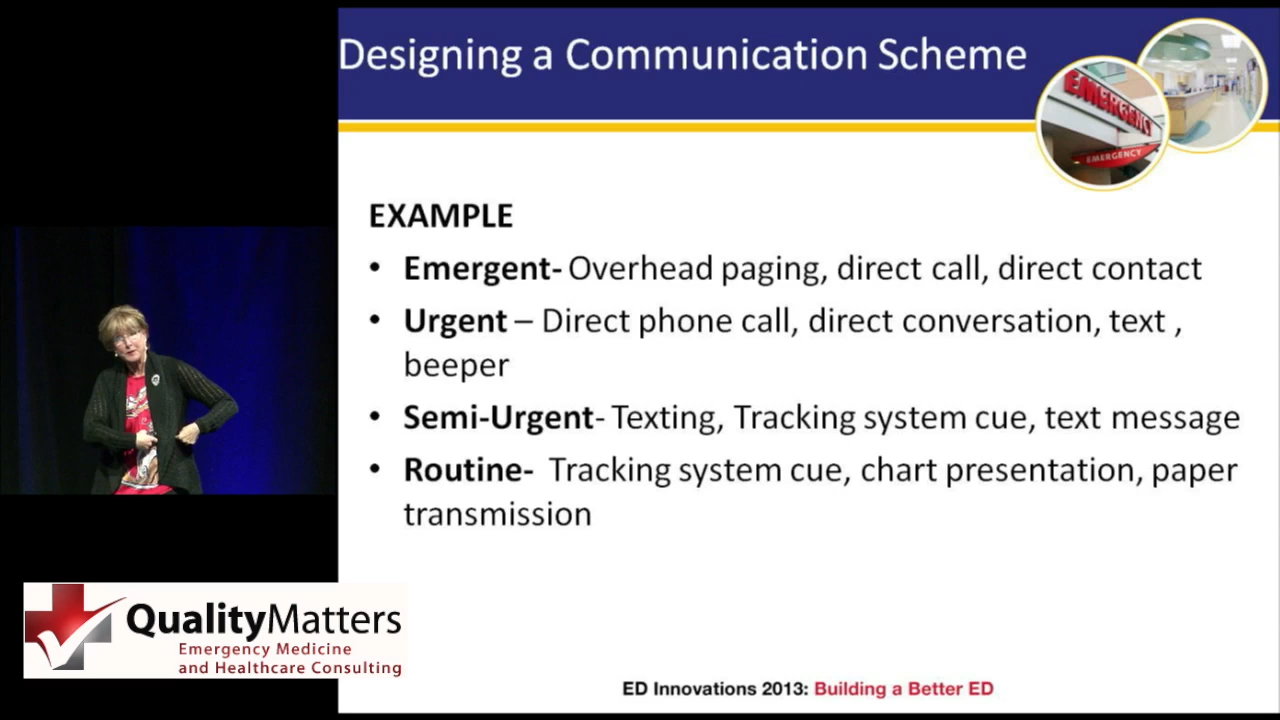 Designing a Communication Scheme
EMERGENCY
EMERGENCY
EXAMPLE
• Emergent- Overhead paging, direct call, direct contact
• Urgent – Direct phone call, direct conversation, text ,
beeper
• Semi-Urgent- Texting, Tracking system cue, text message
• Routine- Tracking system cue, chart presentation, paper
transmission
QualityMatters
Emergency Medicine
and Healthcare Consulting
ED Innovations 2013: Building a Better ED